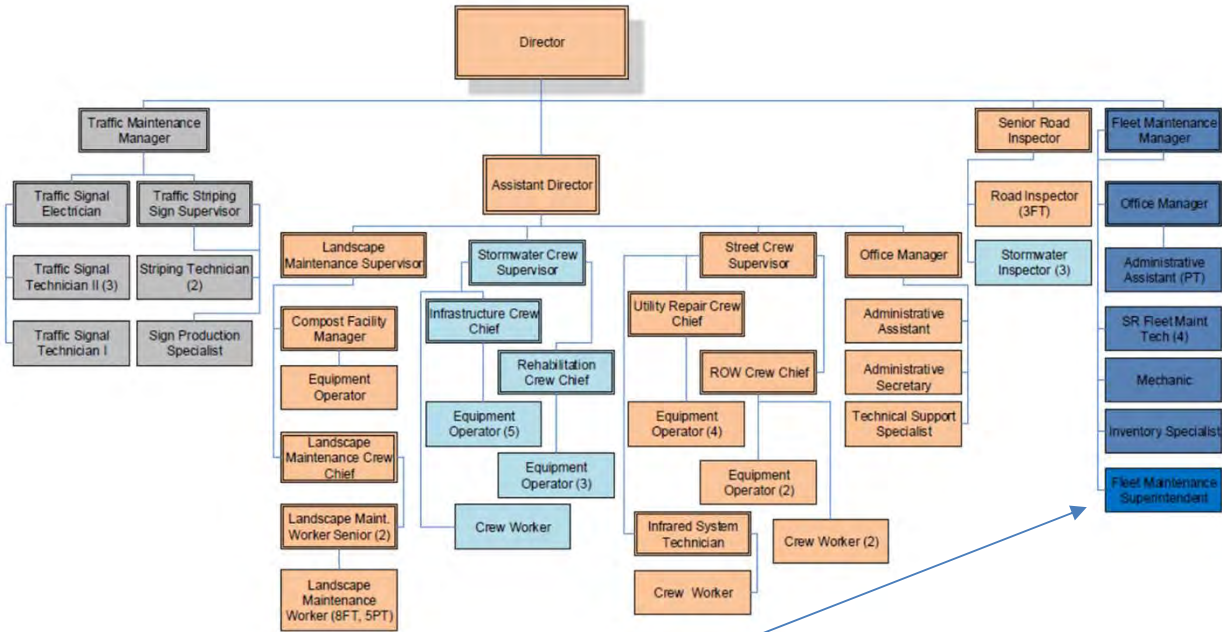 Director
Traffic Maintenance
Manager
Senior Road
Inspector
Fleet Maintenance
Manager
Assistant Director
Traffic Signal
Electrician
Traffic Striping
Sign Supervisor
Road Inspector
(3FT)
Office Manager
Landscape
Maintenance Supervisor
Stormwater Crew
Supervisor
Street Crew
Supervisor
Office Manager
Stormwater
Inspector (3)
Traffic Signal
Technician II (3)
Striping Technician
(2)
Administrative
Assistant (PT)
Compost Facility
Manager
Infrastructure Crew
Chief
Utility Repair Crew
Chief
Administrative
Assistant
SR Fleet Maint
Tech (4)
Traffic Signal
Technician I
Sign Production
Specialist
Equipment
Operator
Rehabilitation
Crew Chief
ROW Crew Chief
Administrative
Secretary
Mechanic
Equipment
Operator (5)
Equipment
Operator (4)
Technical Support
Specialist
Inventory Specialist
Landscape
Maintenance Crew
Chief
Equipment
Operator (3)
Equipment
Operator (2)
Fleet Maintenance
Superintendent
Landscape Maint.
Worker Senior (2)
Crew Worker
Infrared System
Technician
Crew Worker (2)
Landscape
Maintenance
Worker (8FT, 5PT)
Crew Worker